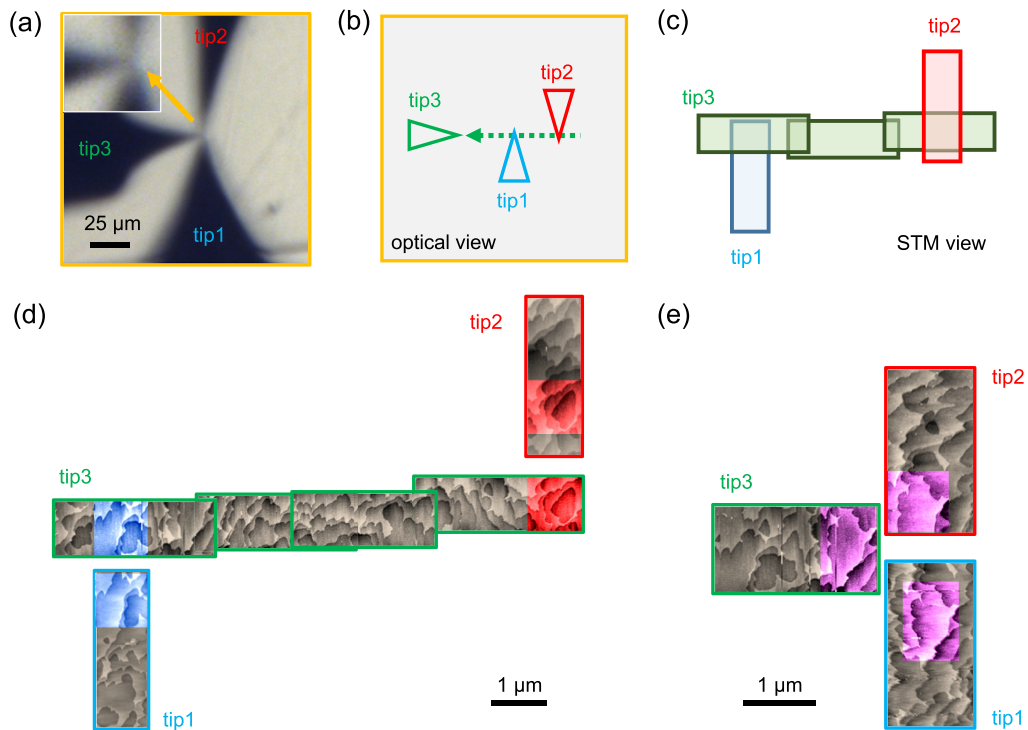 (a)
tip2
tip3
25 µm
tip1
(b)
tip2
tip3
tip1
optical view
(c)
tip2
tip3
tip1
STM view
(d)
tip2
tip3
tip1
1 µm
(e)
tip2
tip3
tip1
1 µm